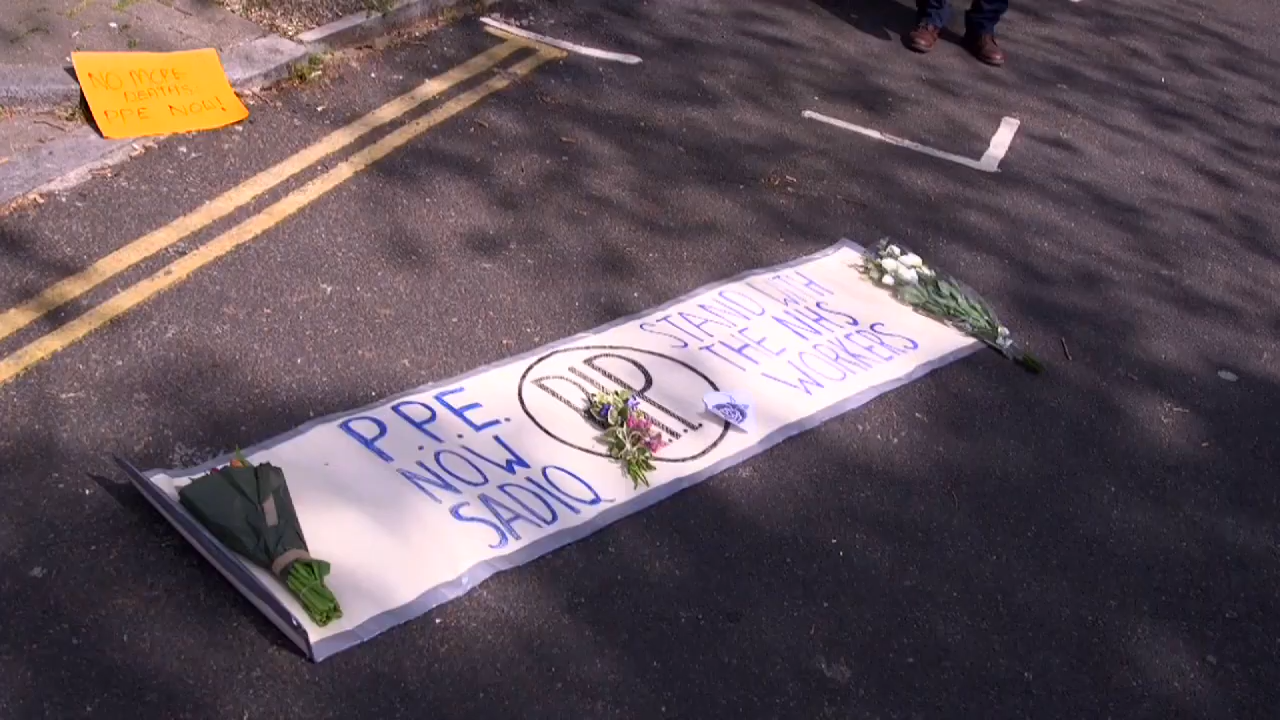 NO MORE
DEATHS
PPE NOW!
P.P.E.
NOW
SADIQ
R.I.P.
STAND WITH
THE NHS
WORKERS